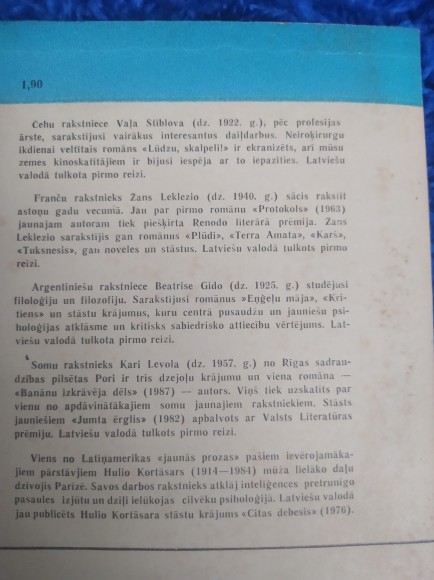 1,90
Čehu rakstniece Vaļa Stiblova (dz. 1922. g.), pēc profesijas
ārste, sarakstījusi vairākus interesantus daiļdarbus. Neiroķirurgu
ikdienai veltītais romāns «Lūdzu, skalpeli!» ir ekranizēts, arī mūsu
zemes kinoskatītājiem ir bijusi iespēja ar to iepazīties. Latviešu
valodā tulkota pirmo reizi.
Franču rakstnieks Žans Leklezio (dz. 1940. g.) sācis rakstīt
astoņu gadu vecumā. Jau par pirmo romānu «Protokols» (1963)
jaunajam autoram tiek piešķirta Renodo literārā prēmija. Žans
Leklezio sarakstījis gan romānus «Plūdi», «Terra Amata», «Karš»,
«Tuksnesis», gan noveles un stāstus. Latviešu valodā tulkots pirmo
reizi.
Argentīniešu rakstniece Beatrise Gido (dz. 1925. g.) studējusi
filoloģiju un filozofiju. Sarakstījusi romānus »Eņģeļu māja», «Kri-
tiens» un stāstu krājumus, kuru centrā pusaudžu un jauniešu psi-
holoģijas atklāsme un kritisks sabiedrisko attiecību vērtējums. Lat-
viešu valodā tulkota pirmo reizi.
Somu rakstnieks Kari Levola (dz. 1957. g.) no Rīgas sadrau-
dzības pilsētas Pori ir trīs dzejoļu krājumu un viena romāna —
«Banānu izkrāvēja dēls» (1987) — autors. Viņš tiek uzskatīts par
vienu no apdāvinātākajiem somu jaunajiem rakstniekiem. Stāsts
jauniešiem «Jumta ērglis» (1982) apbalvots ar Valsts Literatūras
prēmiju. Latviešu valodā tulkots pirmo reizi.
Viens no Latīņamerikas «jaunās prozas» pašiem ievērojamāka-
jiem pārstāvjiem Hulio Kortāsars (1914—1984) mūža lielāko daļu
dzīvojis Parīzē. Savos darbos rakstnieks atklāj inteliģences pretrunīgo
pasaules izjūtu un dziļi ielūkojas cilvēku psiholoģijā. Latviešu valodā
jau publicēts Hulio Kortāsara stāstu krājums «Citas debesis» (1976).